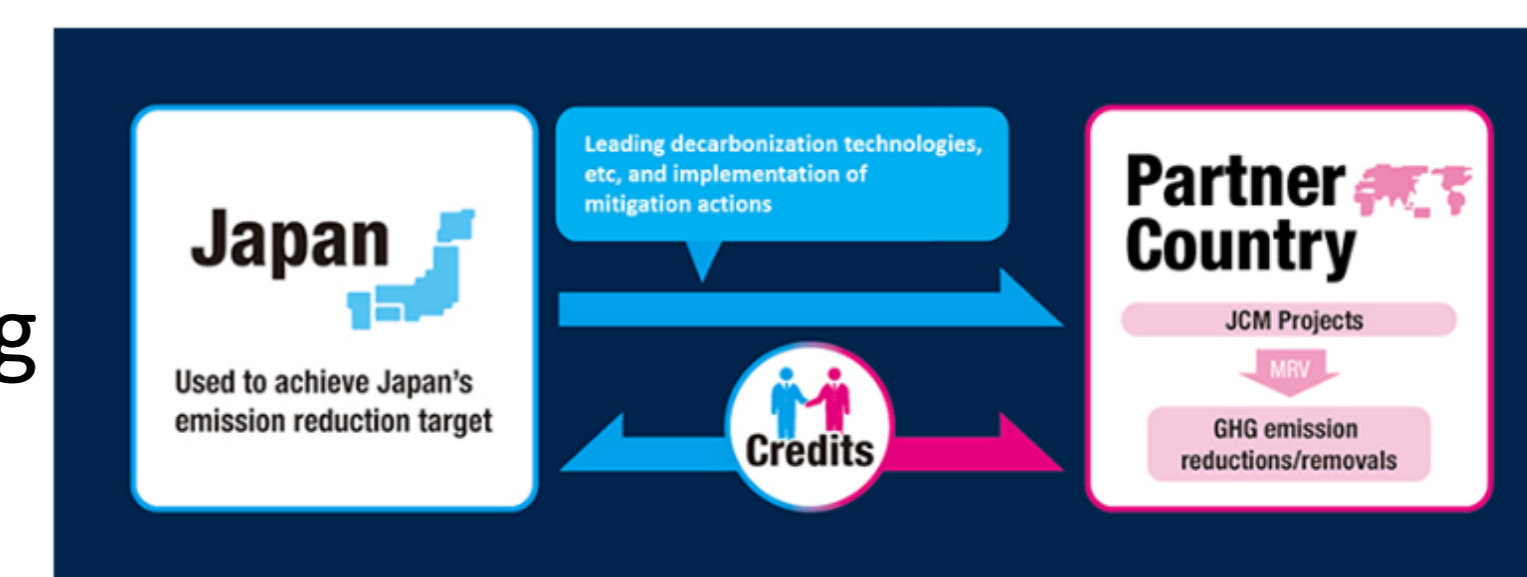 g
Japan
Used to achieve Japan's
emission reduction target
Leading decarbonization technologies,
etc, and implementation of
mitigation actions
Credits
Partner
Country
JCM Projects
MRV
GHG emission
reductions/removals